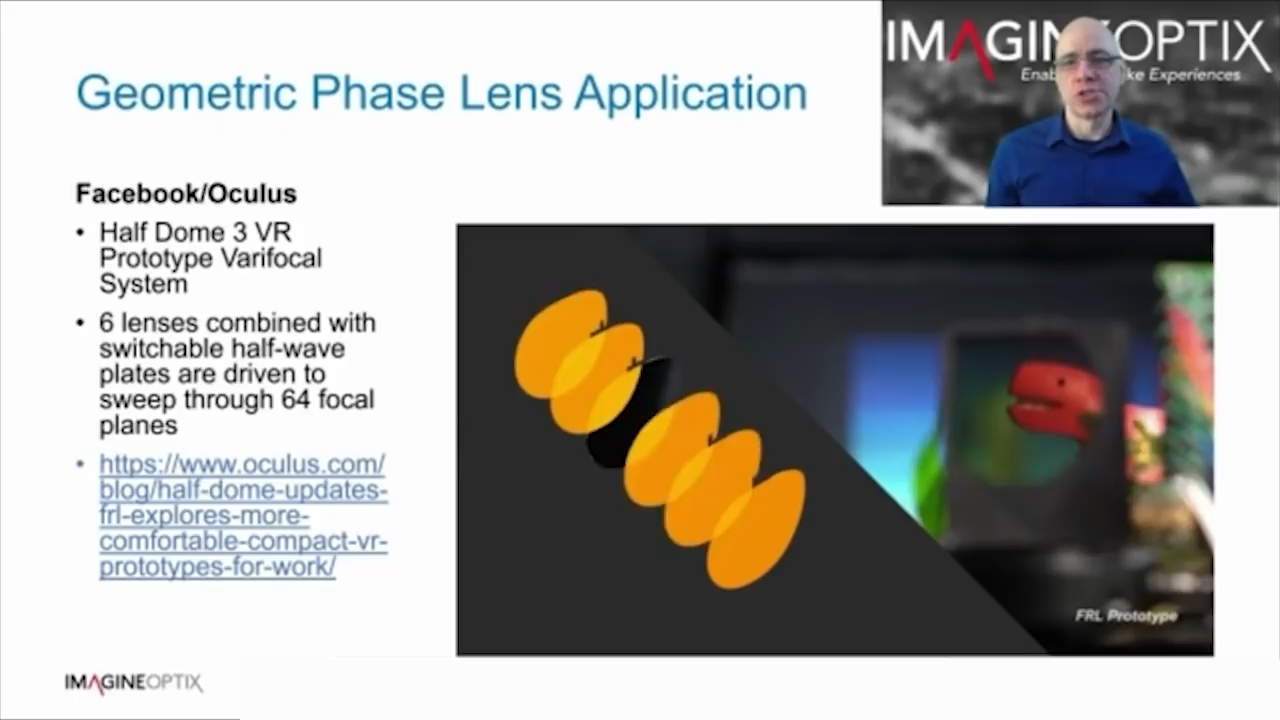 IMAGINEOPTIX
Geometric Phase Lens Application
Facebook/Oculus
• Half Dome 3 VR
Prototype Varifocal
System
• 6 lenses combined with
switchable half-wave
plates are driven to
sweep through 64 focal
planes
• https://www.oculus.com/
blog/half-dome-updates-
frl-explores-more-
comfortable-compact-vr-
prototypes-for-work/
FRL Prototype
IMAGINEOPTIX